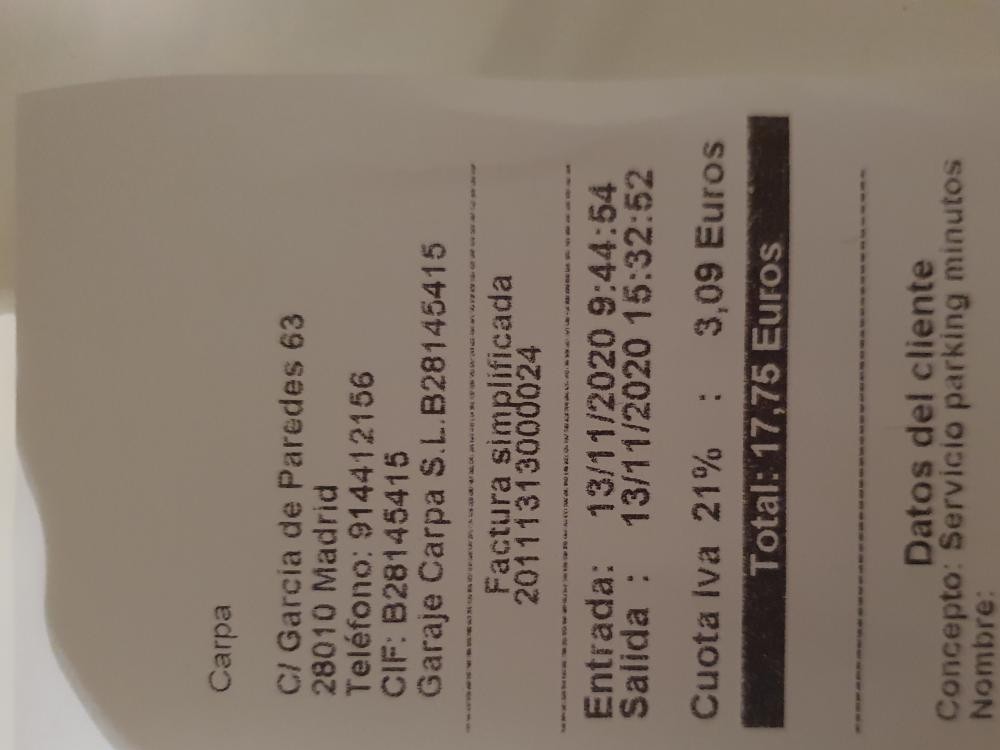 Carpa
C/ Garcia de Paredes 63
28010 Madrid
Teléfono: 914412156
CIF: B28145415
Garaje Carpa S.L.B28145415
Factura simplificada
201113130000024
Entrada: 13/11/2020 9:44:54
Salida : 13/11/2020 15:32:52
Cuota Iva 21% : 3,09 Euros
Total: 17,75 Euros
Datos del cliente
Concepto: Servicio parking minutos
Nombre: